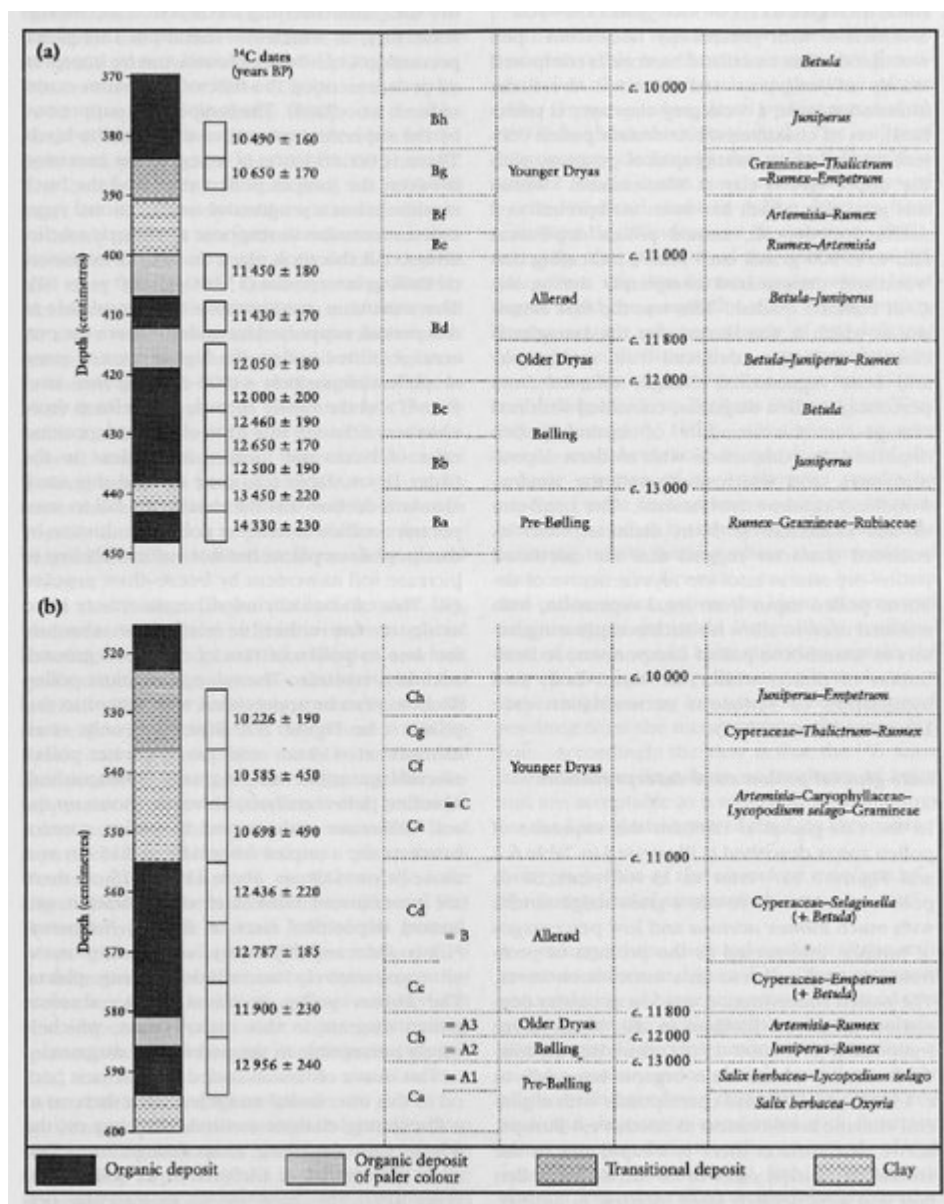 (a)
¹⁴C dates
(years BP)
370
Betula
c. 10 000
Bh
Juniperus
380
10 490 ± 160
10 650 ± 170
Bg
Younger Dryas
Gramineae–Thalictrum
–Rumex–Empetrum
390
Bf
Artemisia–Rumex
Be
Rumex–Artemisia
400
c. 11 000
11 450 ± 180
Allerød
Betula–Juniperus
11 430 ± 170
410
Bd
c. 11 800
12 050 ± 180
Older Dryas
Betula–Juniperus–Rumex
420
c. 12 000
12 000 ± 200
Bc
Betula
12 460 ± 190
430
Bølling
12 650 ± 170
Bb
Juniperus
12 500 ± 190
440
c. 13 000
13 450 ± 220
14 330 ± 230
Ba
Pre-Bølling
Rumex–Gramineae–Rubiaceae
450
Depth (centimetres)
(b)
520
c. 10 000
Ch
Juniperus–Empetrum
530
10 226 ± 190
Cg
Cyperaceae–Thalictrum–Rumex
540
10 585 ± 450
Cf
Younger Dryas
= C
Artemisia–Caryophyllaceae–
Lycopodium selago–Gramineae
550
10 698 ± 490
Ce
c. 11 000
560
12 436 ± 220
Cd
Cyperaceae–Selaginella
(+ Betula)
= B
Allerød
570
12 787 ± 185
Cc
Cyperaceae–Empetrum
(+ Betula)
580
11 900 ± 230
c. 11 800
= A3
Older Dryas
Artemisia–Rumex
Cb
c. 12 000
= A2
Bølling
Juniperus–Rumex
590
12 956 ± 240
c. 13 000
= A1
Pre-Bølling
Salix berbacea–Lycopodium selago
Ca
Salix berbacea–Oxyria
600
Depth (centimetres)
Organic deposit
Organic deposit
of paler colour
Transitional deposit
Clay